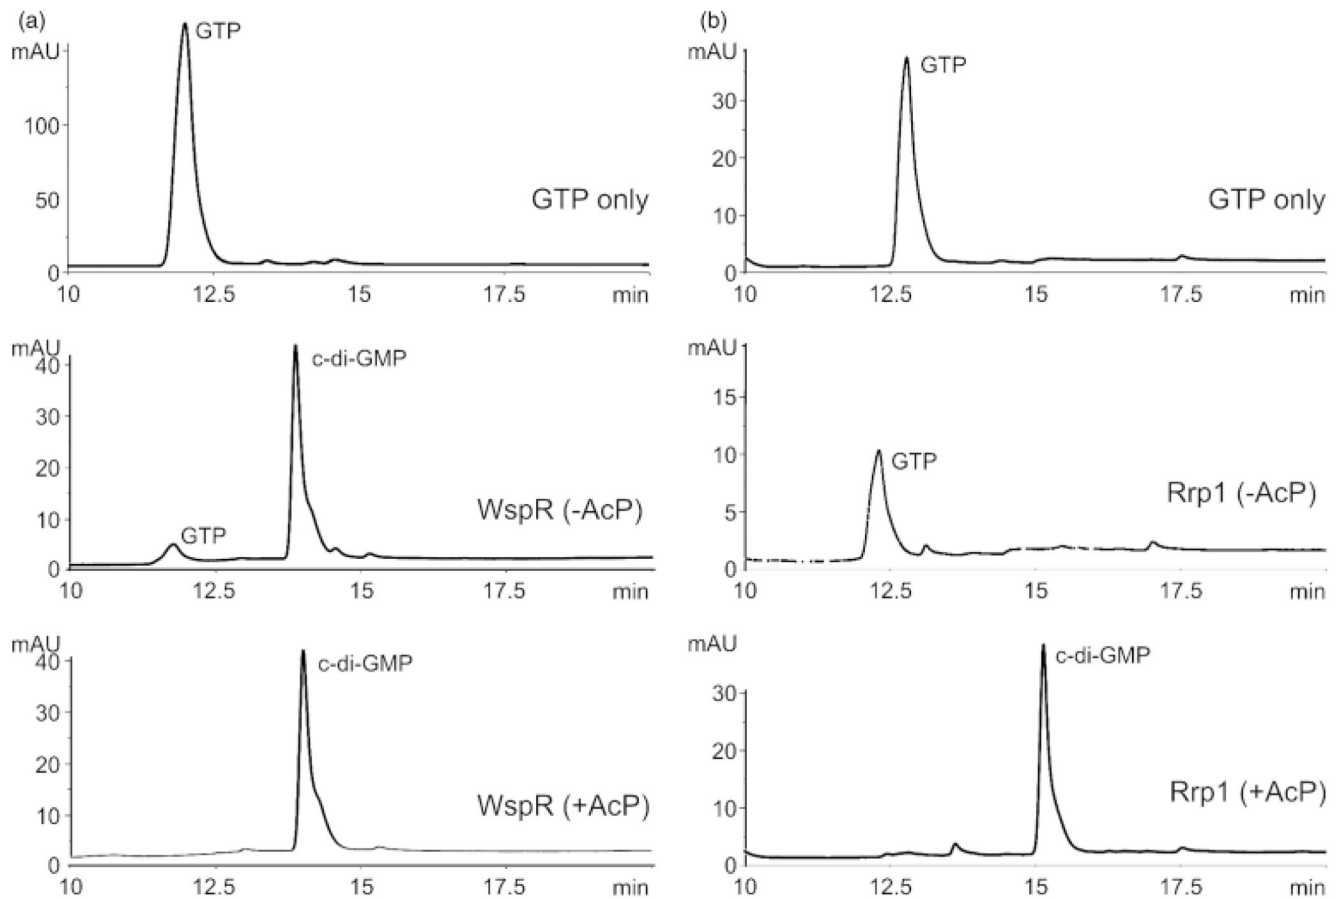 (a)
mAU
GTP
100
50
0
GTP only
10 12.5 15 17.5 min
mAU
40
30
20
10
0
c-di-GMP
GTP
WspR (-AcP)
10 12.5 15 17.5 min
mAU
40
30
20
10
0
c-di-GMP
WspR (+AcP)
10 12.5 15 17.5 min
(b)
mAU
GTP
30
20
10
0
GTP only
10 12.5 15 17.5 min
mAU
15
10
5
0
GTP
Rrp1 (-AcP)
10 12.5 15 17.5 min
mAU
30
20
10
0
c-di-GMP
Rrp1 (+AcP)
10 12.5 15 17.5 min